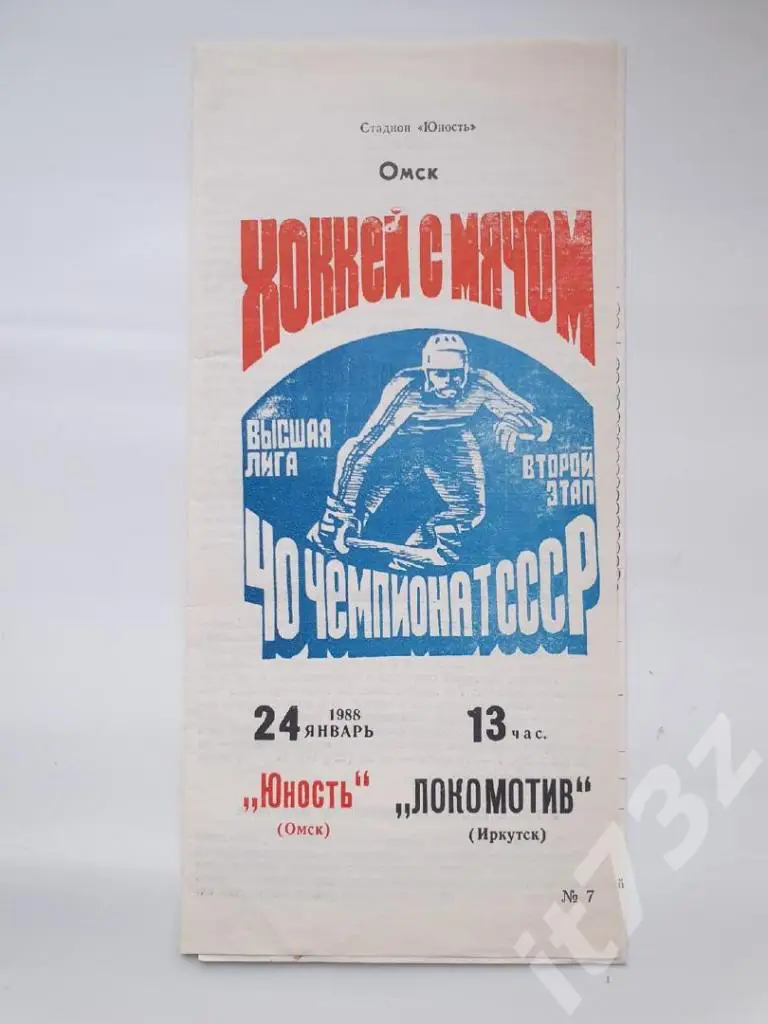 Стадион «Юность»
Омск
ХОККЕЙ С МЯЧОМ
ВЫСШАЯ
ЛИГА
ВТОРОЙ
ЭТАП
40 ЧЕМПИОНАТ СССР
24 1988
ЯНВАРЬ
13 час.
„Юность“
(Омск)
„ЛОКОМОТИВ“
(Иркутск)
№ 7
it73z